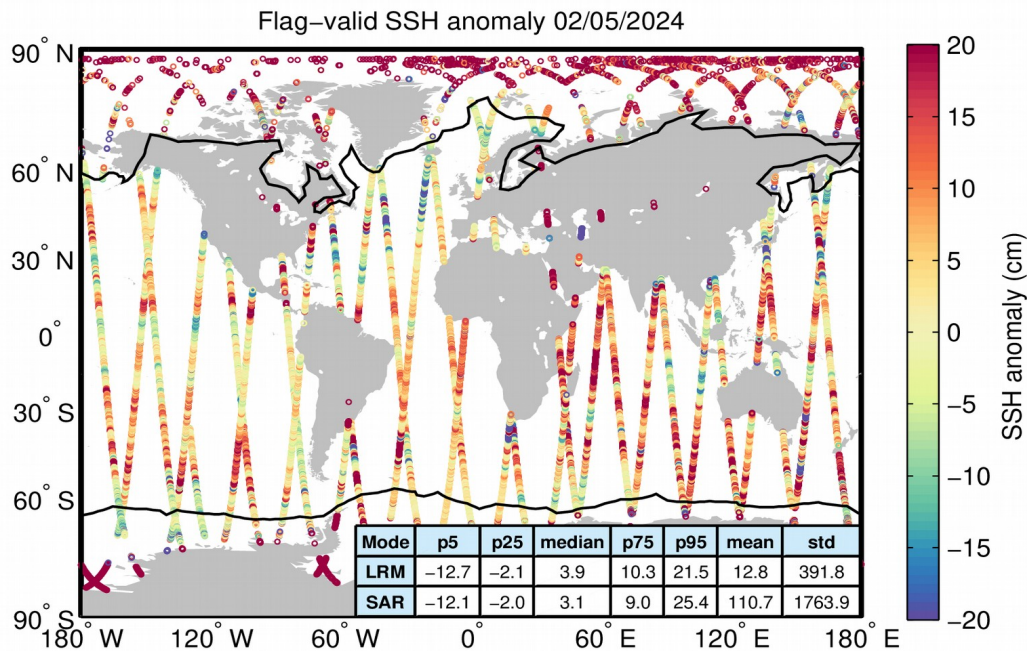 Flag−valid SSH anomaly 02/05/2024
90° N
60° N
30° N
0°
30° S
60° S
90° S
180° W 120° W 60° W 0° 60° E 120° E 180° E
Mode p5 p25 median p75 p95 mean std
LRM −12.7 −2.1 3.9 10.3 21.5 12.8 391.8
SAR −12.1 −2.0 3.1 9.0 25.4 110.7 1763.9
20
15
10
5
0
−5
−10
−15
−20
SSH anomaly (cm)